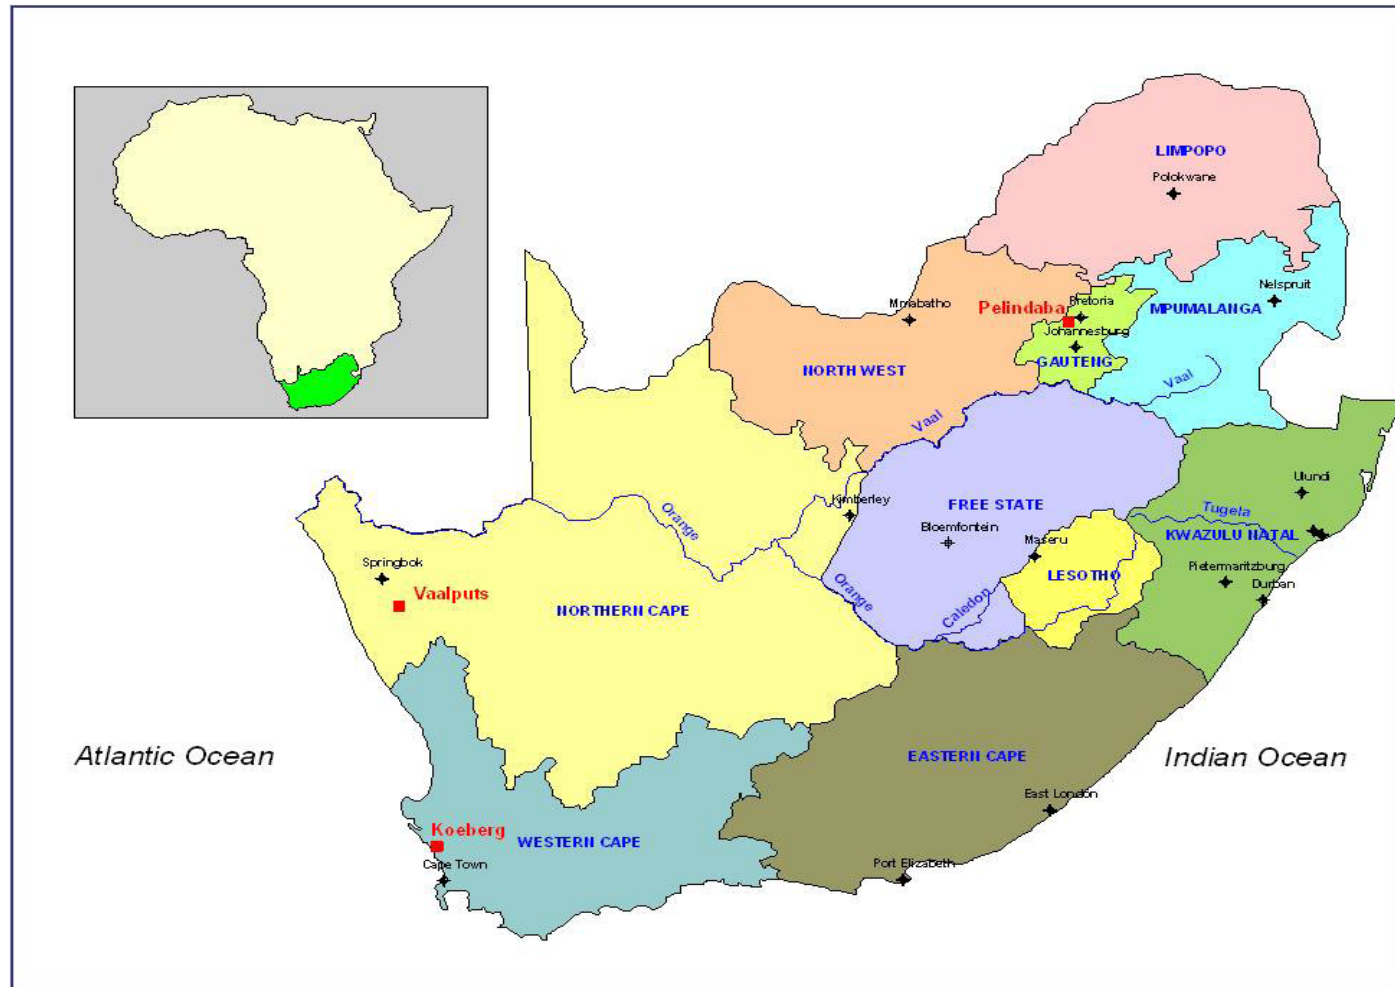 LIMPOPO
Polokwane
Nelspruit
Pelindaba
Pretoria
MPUMALANGA
Mmabatho
Johannesburg
GAUTENG
NORTH WEST
Vaal
Vaal
Ulundi
Kimberley
FREE STATE
Tugela
Orange
Bloemfontein
Maseru
KWAZULU NATAL
Springbok
LESOTHO
Pietermaritzburg
Durban
Vaalputs
Orange
Caledon
NORTHERN CAPE
Atlantic Ocean
EASTERN CAPE
Indian Ocean
East London
Koeberg
WESTERN CAPE
Cape Town
Port Elizabeth